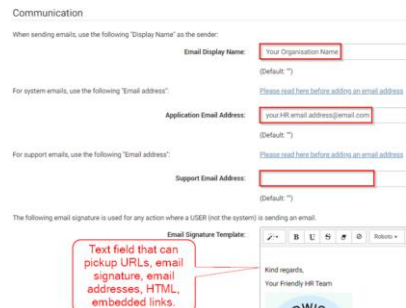 Communication
When sending emails, use the following "Display Name" as the sender:
Email Display Name: Your Organisation Name
(Default: "")
For system emails, use the following "Email address": Please read here before adding an email address
Application Email Address: your.HR.email.address@email.com
(Default: "")
For support emails, use the following "Email address": Please read here before adding an email address
Support Email Address:
(Default: "")
The following email signature is used for any action where a USER (not the system) is sending an email.
Email Signature Template: B U S Roboto
Text field that can
pickup URLs, email
signature, email
addresses, HTML,
embedded links.
Kind regards,
Your Friendly HR Team